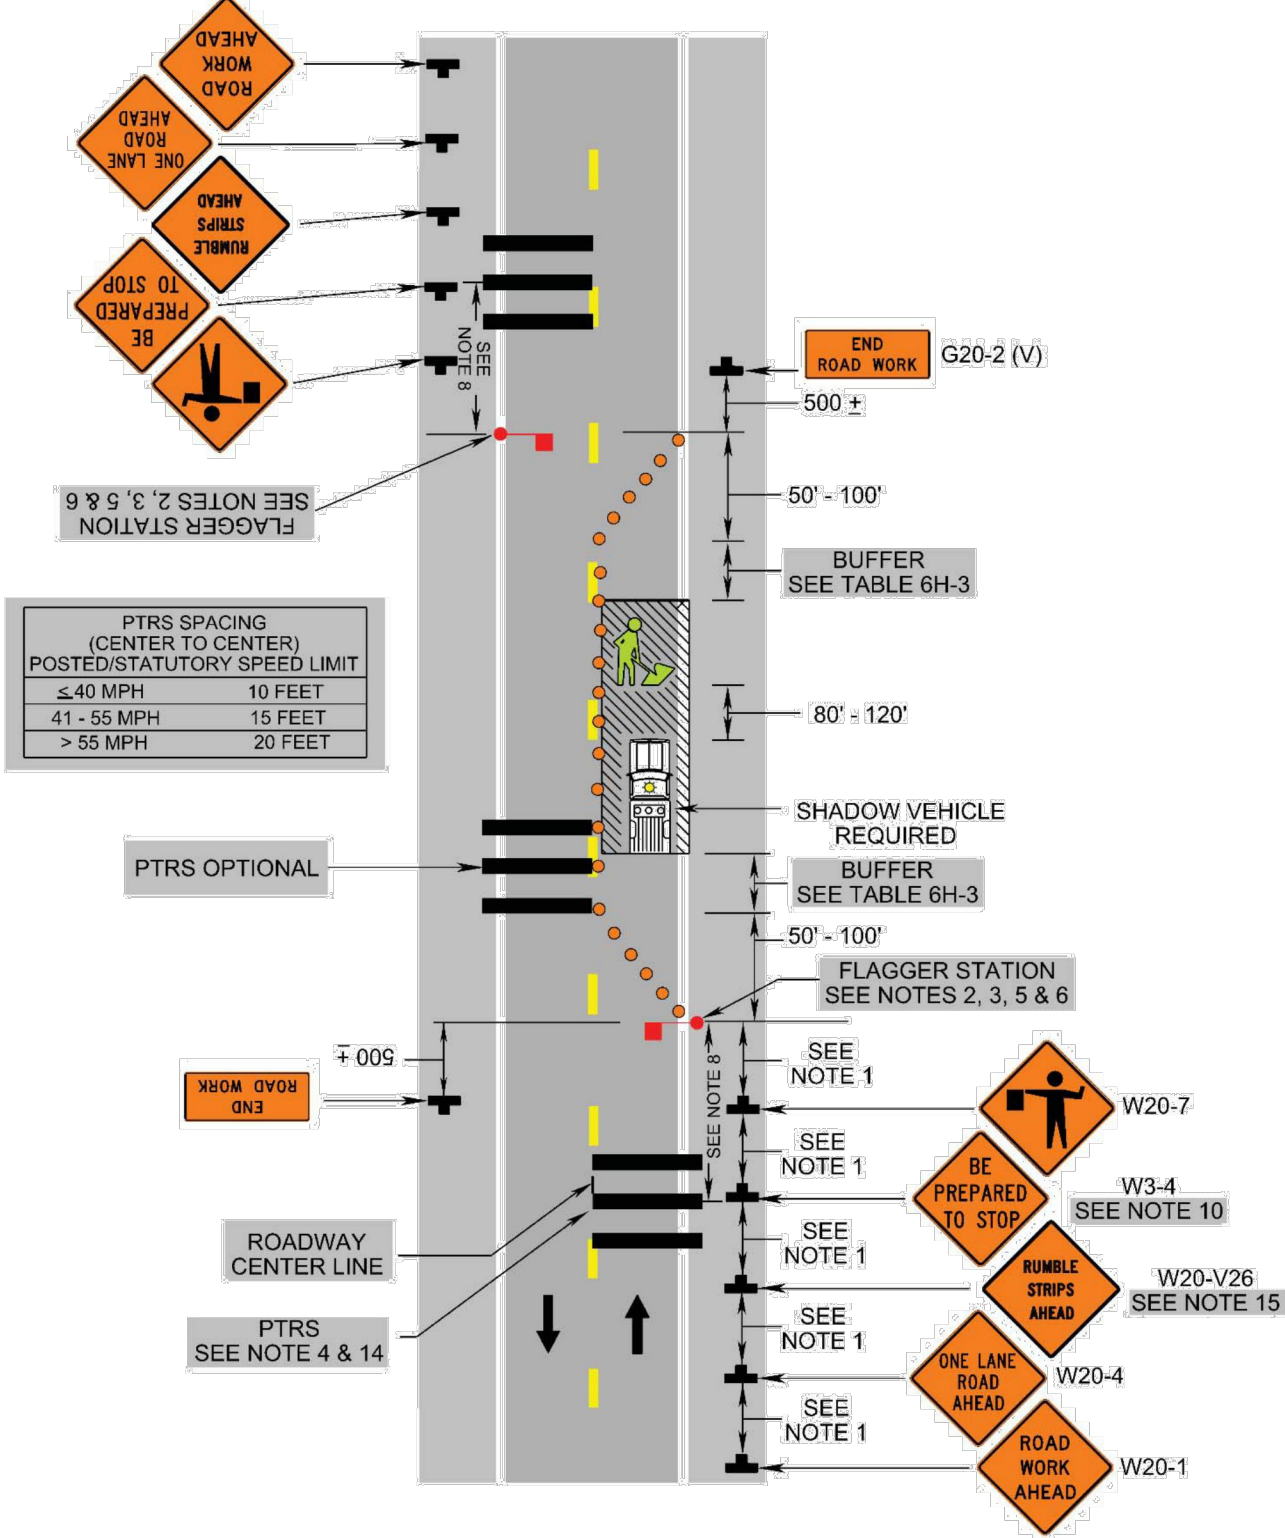 ROAD
WORK
AHEAD
ONE LANE
ROAD
AHEAD
RUMBLE
STRIPS
AHEAD
BE
PREPARED
TO STOP
SEE
NOTE 8
FLAGGER STATION
SEE NOTES 2, 3, 5 & 6
END
ROAD WORK
G20-2 (V)
500 ±
50' - 100'
BUFFER
SEE TABLE 6H-3
PTRS SPACING
(CENTER TO CENTER)
POSTED/STATUTORY SPEED LIMIT
≤40 MPH 10 FEET
41 - 55 MPH 15 FEET
> 55 MPH 20 FEET
80' - 120'
SHADOW VEHICLE
REQUIRED
PTRS OPTIONAL
BUFFER
SEE TABLE 6H-3
50' - 100'
FLAGGER STATION
SEE NOTES 2, 3, 5 & 6
500 ±
END
ROAD WORK
SEE NOTE 8
SEE
NOTE 1
W20-7
SEE
NOTE 1
BE
PREPARED
TO STOP
W3-4
SEE NOTE 10
ROADWAY
CENTER LINE
SEE
NOTE 1
RUMBLE
STRIPS
AHEAD
W20-V26
SEE NOTE 15
PTRS
SEE NOTE 4 & 14
SEE
NOTE 1
ONE LANE
ROAD
AHEAD
W20-4
SEE
NOTE 1
ROAD
WORK
AHEAD
W20-1